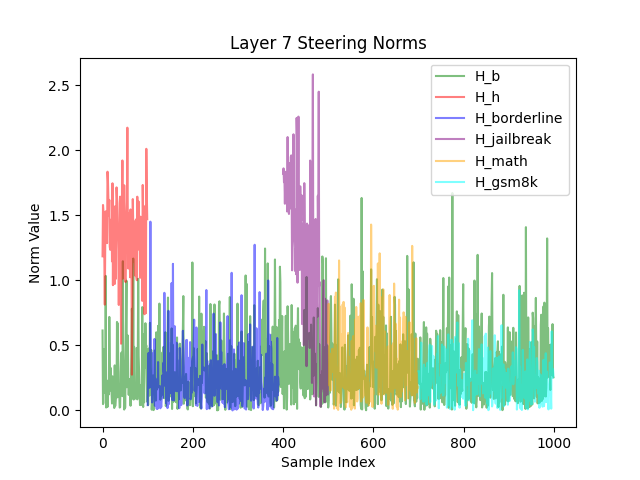 Layer 7 Steering Norms
Norm Value
2.5
2.0
1.5
1.0
0.5
0.0
H_b
H_h
H_borderline
H_jailbreak
H_math
H_gsm8k
0
200
400
600
800
1000
Sample Index